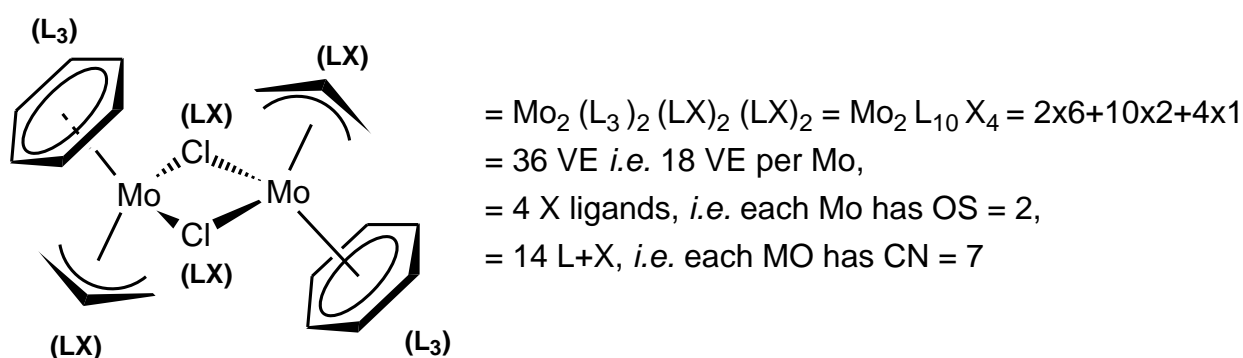 (L₃)
(LX)
(LX)
Cl
Mo
Mo
Cl
(LX)
(LX)
(L₃)
= Mo₂ (L₃ )₂ (LX)₂ (LX)₂ = Mo₂ L₁₀ X₄ = 2x6+10x2+4x1
= 36 VE i.e. 18 VE per Mo,
= 4 X ligands, i.e. each Mo has OS = 2,
= 14 L+X, i.e. each MO has CN = 7